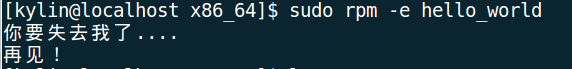 [kylin@localhost x86_64]$ sudo rpm -e hello_world
你要失去我了....
再见！